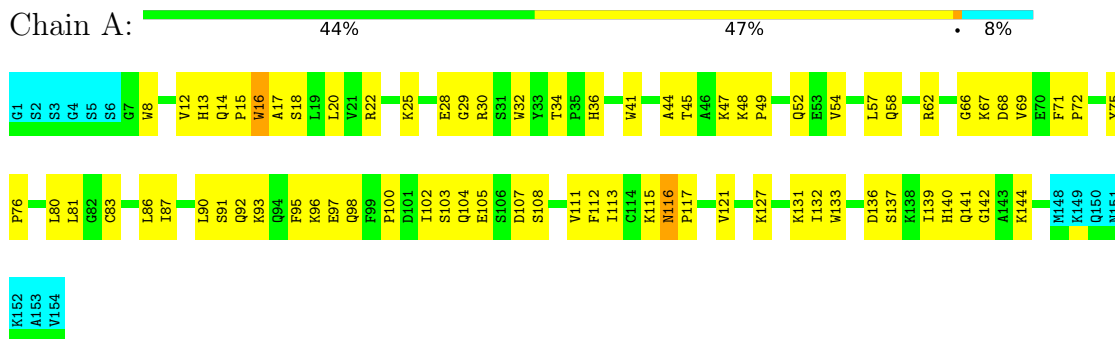 Chain A:
44% 47% • 8%
G1 S2 S3 G4 S5 S6 G7 W8 V12 H13 Q14 P15 W16 A17 S18 L19 L20 V21 R22 K25 E28 G29 R30 S31 W32 Y33 T34 P35 H36 W41 A44 T45 A46 K47 K48 P49 Q52 E53 V54 L57 Q58 R62 G66 K67 D68 V69 E70 F71 P72 Y75
P76 L80 L81 G82 C83 L86 I87 L90 S91 Q92 K93 Q94 F95 K96 E97 Q98 F99 P100 D101 I102 S103 Q104 E105 S106 D107 S108 V111 F112 I113 C114 K115 N116 P117 V121 K127 K131 I132 W133 D136 S137 K138 I139 H140 Q141 G142 A143 K144 M148 K149 Q150 N151
K152 A153 V154